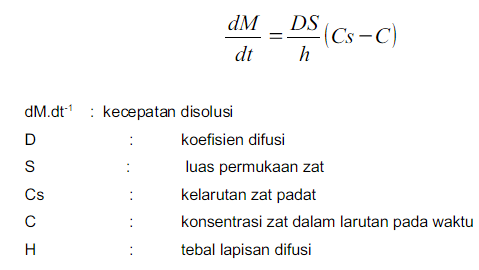 dM/dt = DS/h (Cs−C)
dM.dt⁻¹ : kecepatan disolusi
D : koefisien difusi
S : luas permukaan zat
Cs : kelarutan zat padat
C : konsentrasi zat dalam larutan pada waktu
H : tebal lapisan difusi